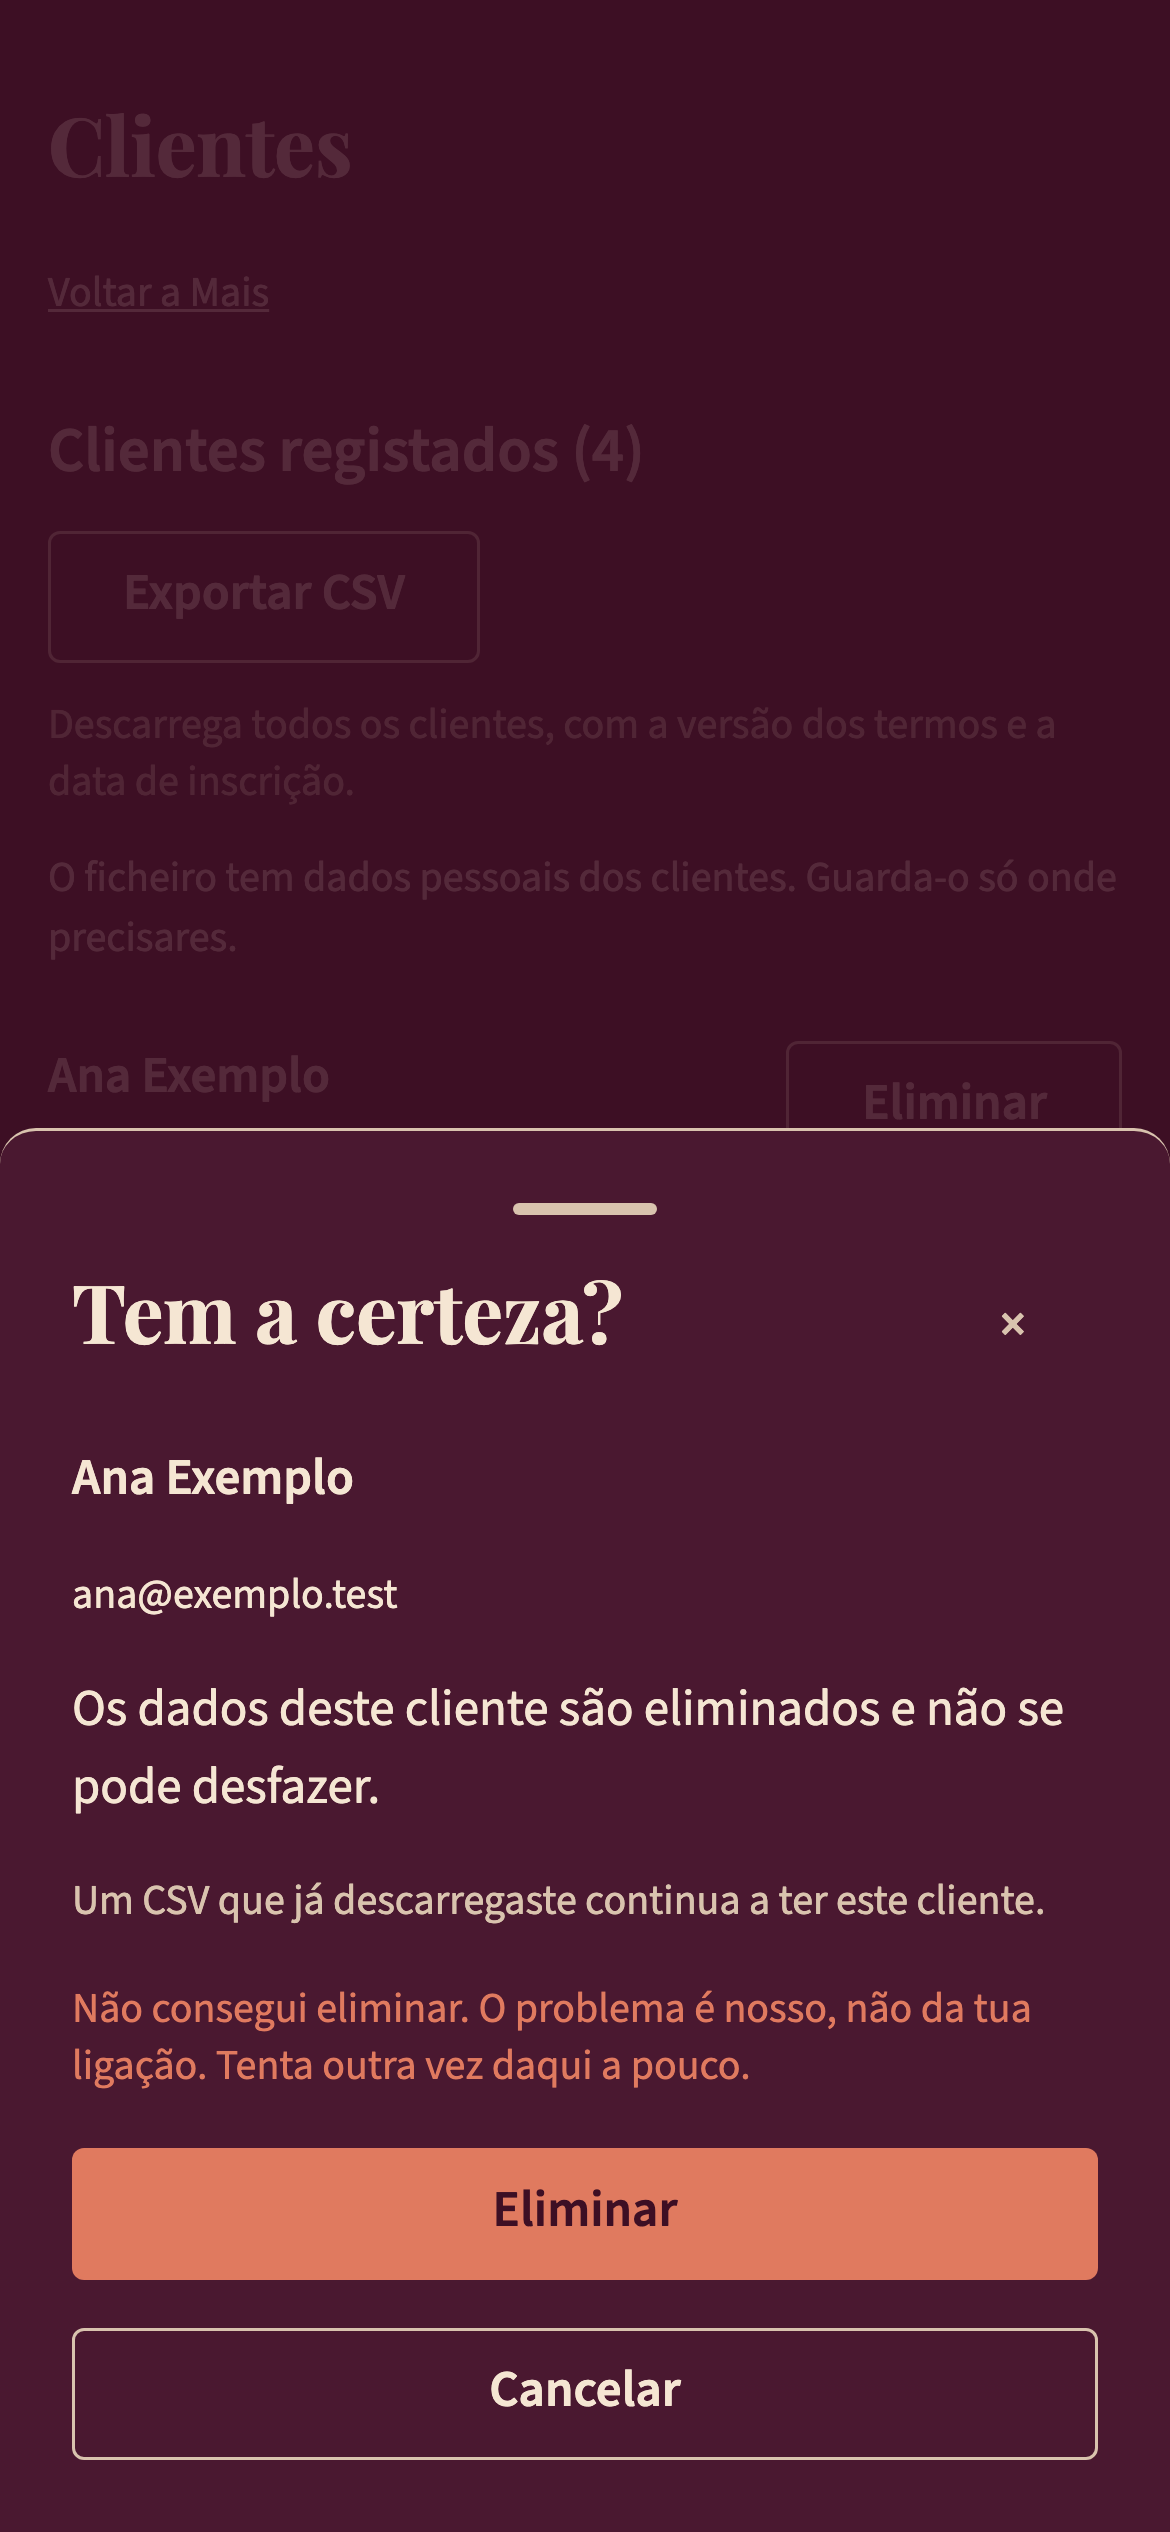 Clientes
Voltar a Mais
Clientes registados (4)
Exportar CSV
Descarrega todos os clientes, com a versão dos termos e a
data de inscrição.
O ficheiro tem dados pessoais dos clientes. Guarda-o só onde
precisares.
Ana Exemplo
Eliminar
Tem a certeza?
×
Ana Exemplo
ana@exemplo.test
Os dados deste cliente são eliminados e não se
pode desfazer.
Um CSV que já descarregaste continua a ter este cliente.
Não consegui eliminar. O problema é nosso, não da tua
ligação. Tenta outra vez daqui a pouco.
Eliminar
Cancelar